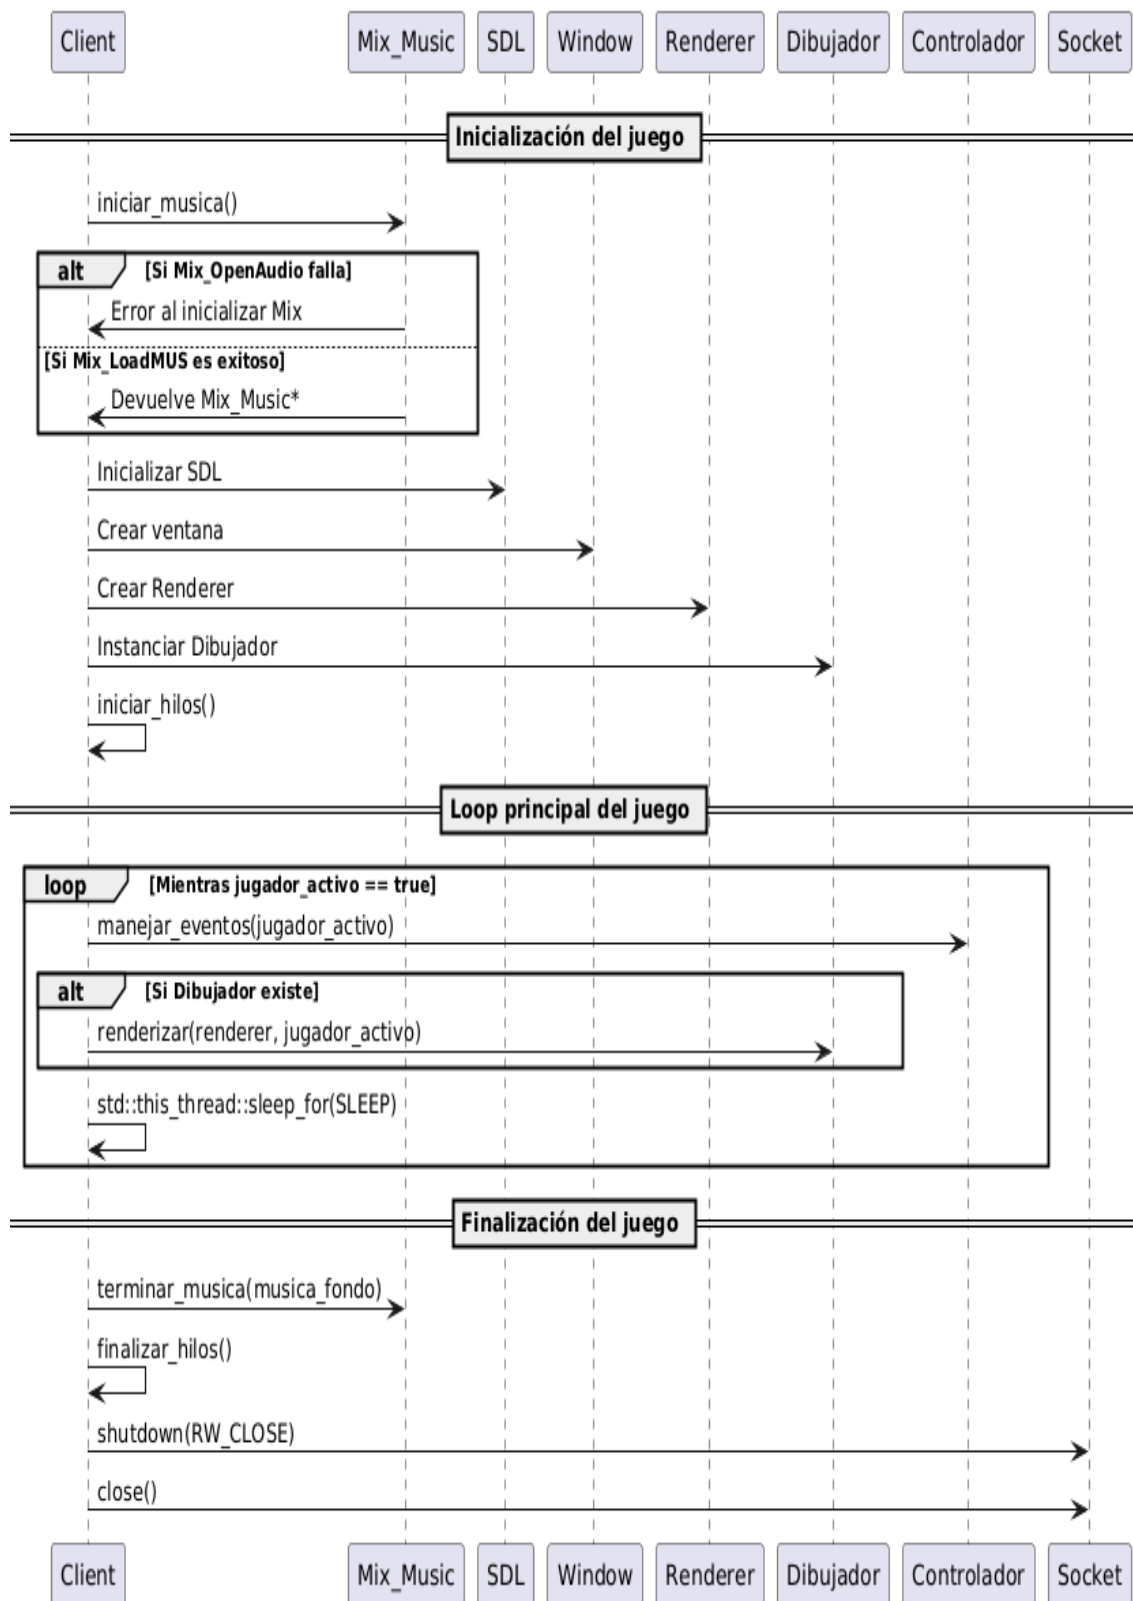 Client Mix_Music SDL Window Renderer Dibujador Controlador Socket
Inicialización del juego
iniciar_musica()
alt [Si Mix_OpenAudio falla]
Error al inicializar Mix
[Si Mix_LoadMUS es exitoso]
Devuelve Mix_Music*
Inicializar SDL
Crear ventana
Crear Renderer
Instanciar Dibujador
iniciar_hilos()
Loop principal del juego
loop [Mientras jugador_activo == true]
manejar_eventos(jugador_activo)
alt [Si Dibujador existe]
renderizar(renderer, jugador_activo)
std::this_thread::sleep_for(SLEEP)
Finalización del juego
terminar_musica(musica_fondo)
finalizar_hilos()
shutdown(RW_CLOSE)
close()
Client Mix_Music SDL Window Renderer Dibujador Controlador Socket